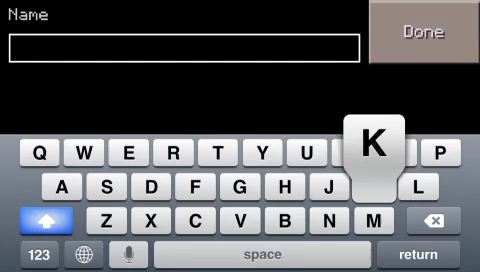 Name
Done
Q W E R T Y U P
A S D F G H J K L
Z X C V B N M
123 space return